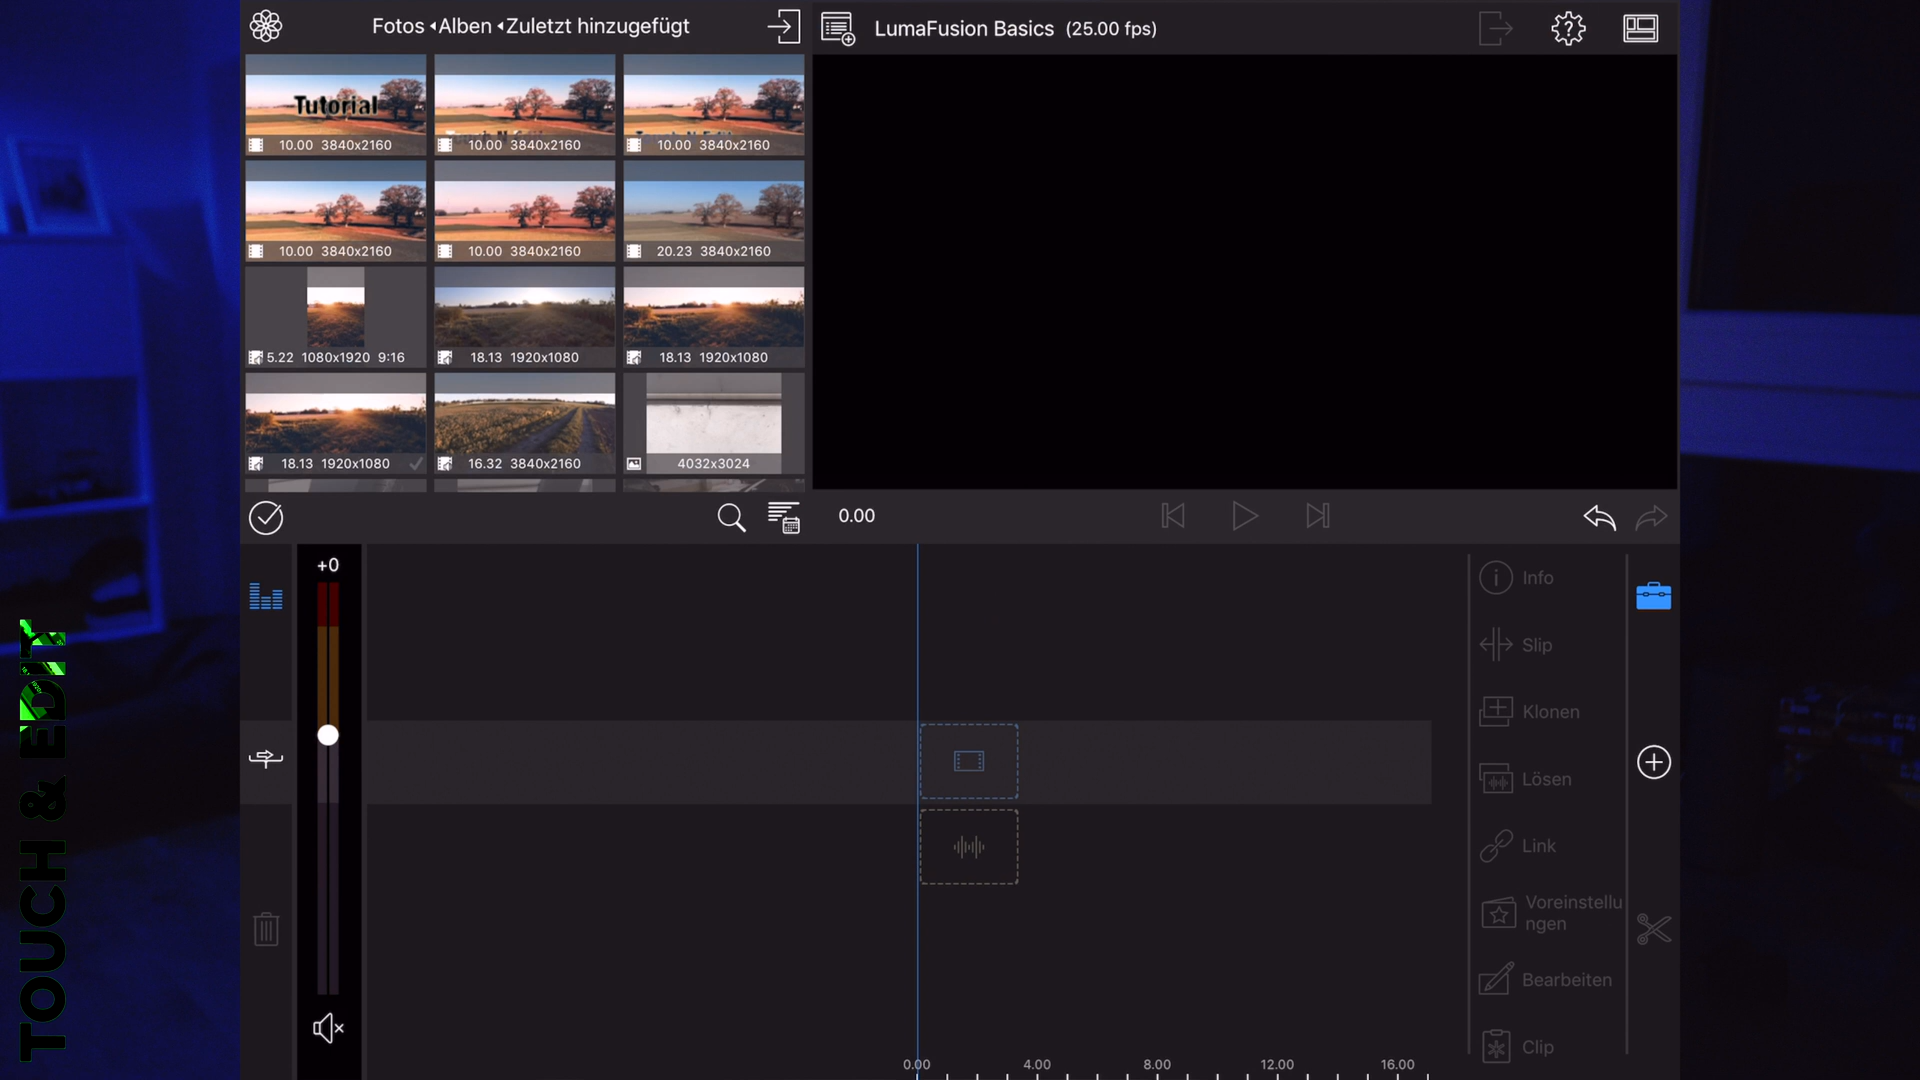 Fotos ◂Alben ◂Zuletzt hinzugefügt
LumaFusion Basics (25.00 fps)
Tutorial
10.00 3840x2160
10.00 3840x2160
10.00 3840x2160
10.00 3840x2160
10.00 3840x2160
20.23 3840x2160
5.22 1080x1920 9:16
18.13 1920x1080
18.13 1920x1080
18.13 1920x1080
16.32 3840x2160
4032x3024
0.00
+0
Info
Slip
Klonen
Lösen
Link
Voreinstellu
ngen
Bearbeiten
Clip
0.00 4.00 8.00 12.00 16.00
TOUCH & EDIT